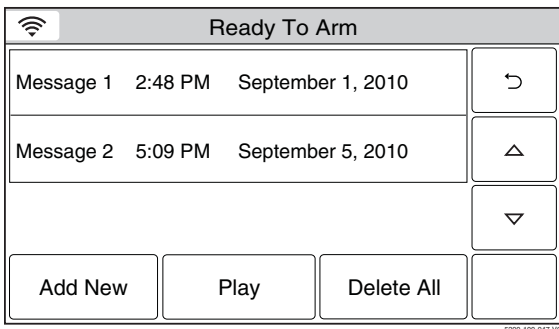 Ready To Arm
Message 1 2:48 PM September 1, 2010
Message 2 5:09 PM September 5, 2010
Add New Play Delete All